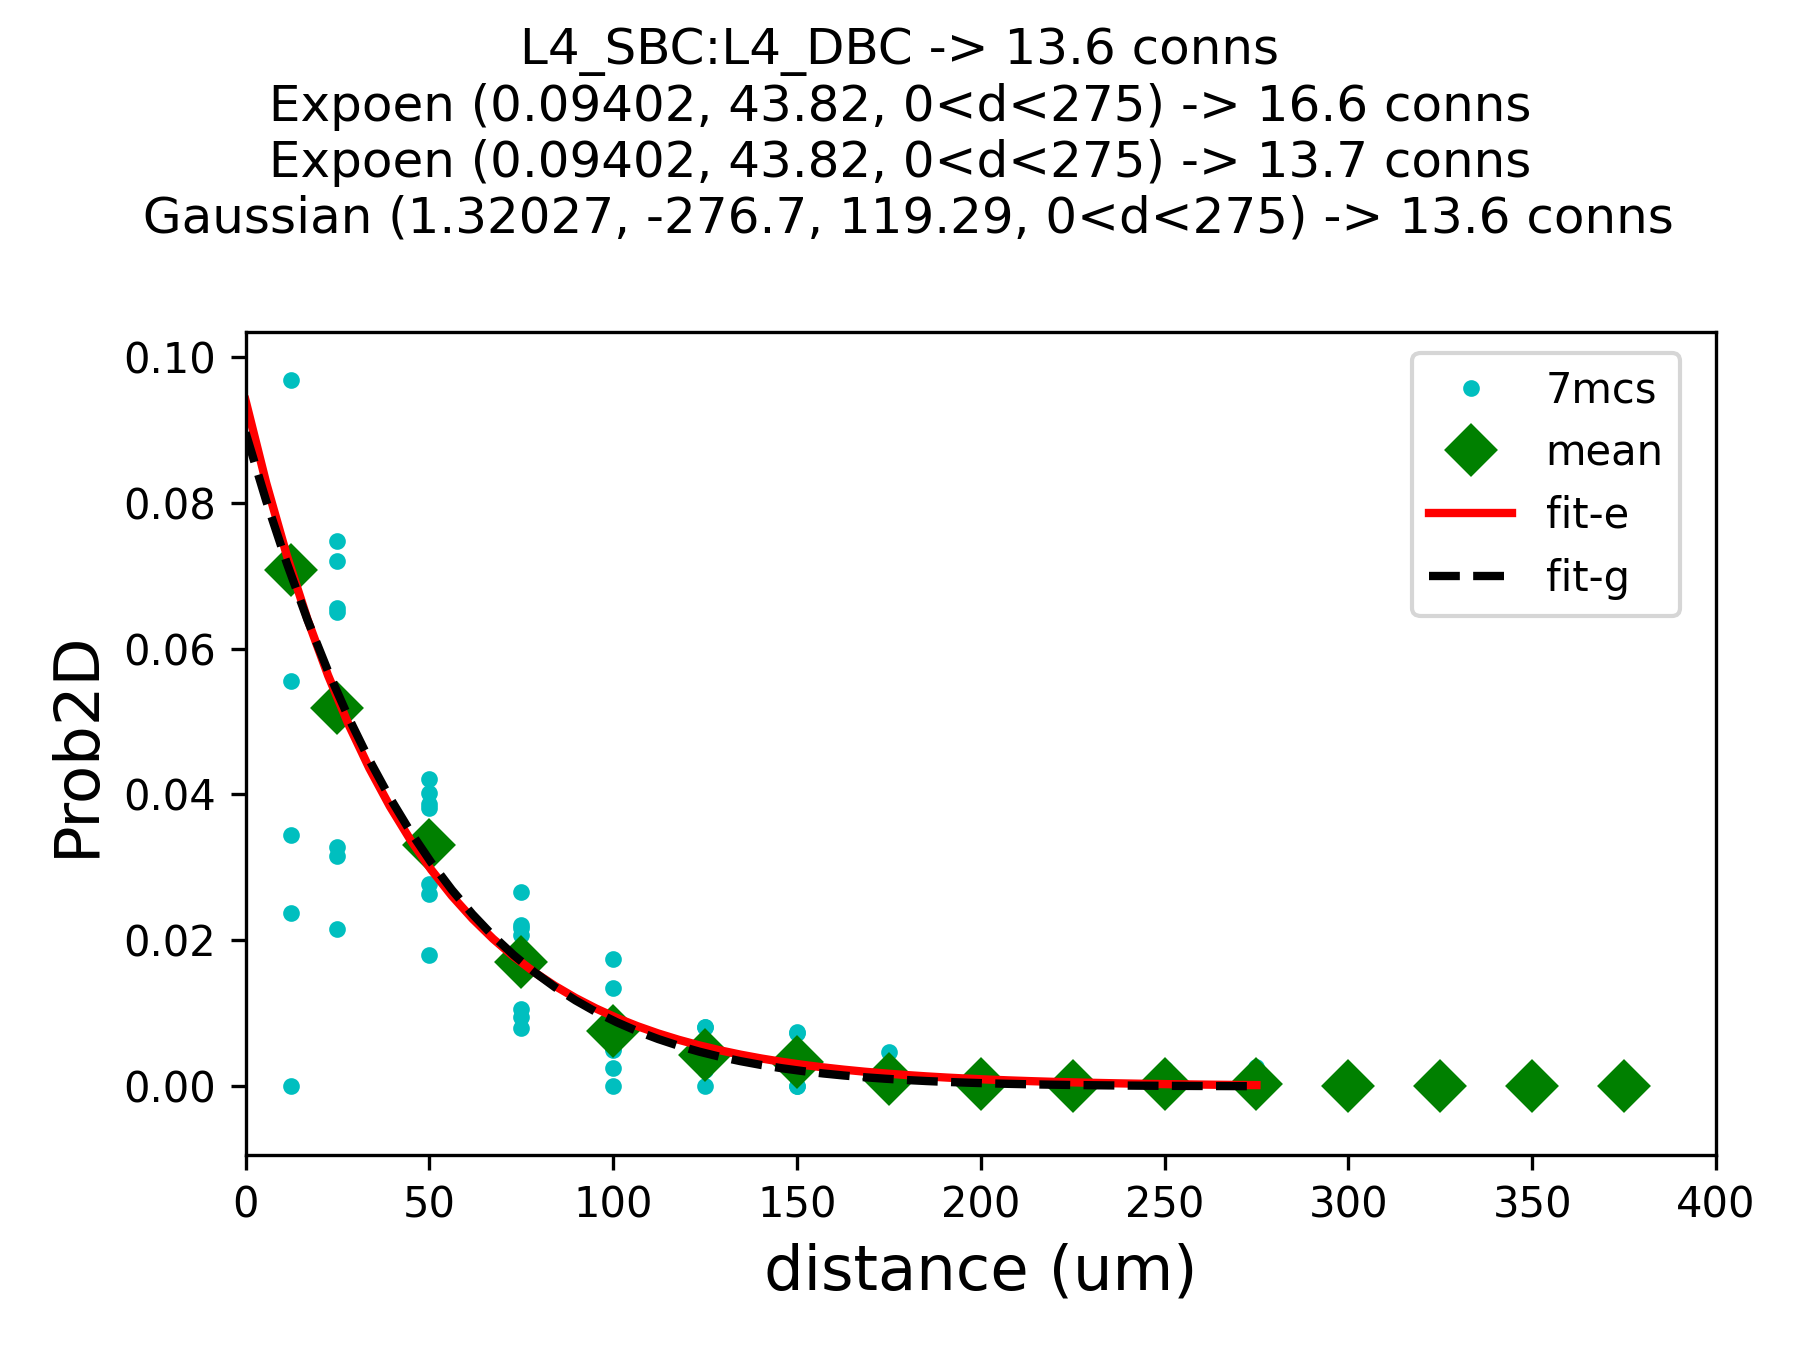 L4_SBC:L4_DBC -> 13.6 conns
Expoen (0.09402, 43.82, 0<d<275) -> 16.6 conns
Expoen (0.09402, 43.82, 0<d<275) -> 13.7 conns
Gaussian (1.32027, -276.7, 119.29, 0<d<275) -> 13.6 conns
0.10
0.08
0.06
0.04
0.02
0.00
Prob2D
7mcs
mean
fit-e
fit-g
0 50 100 150 200 250 300 350 400
distance (um)